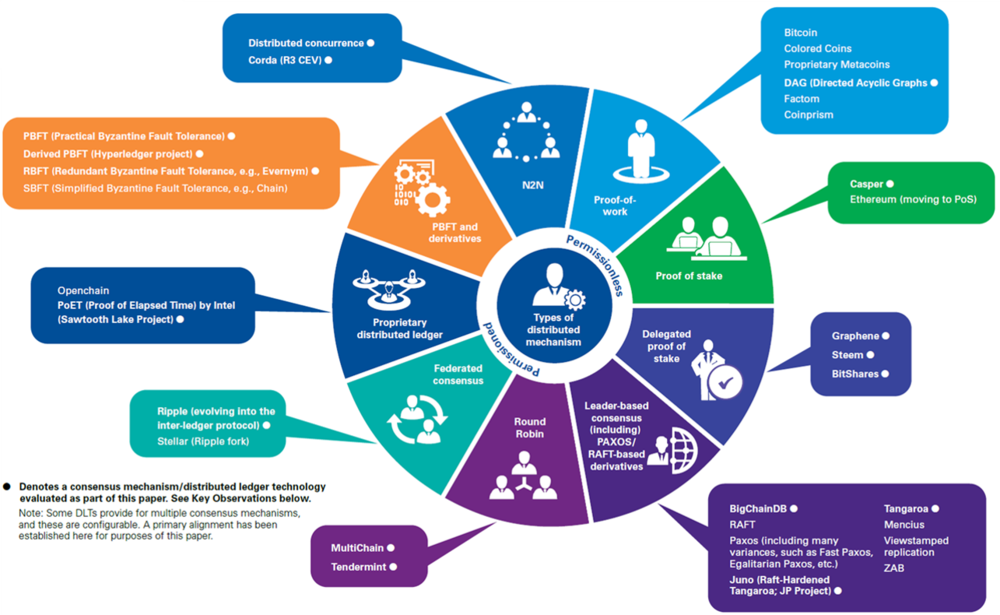 Distributed concurrence ●
Corda (R3 CEV) ●
Bitcoin
Colored Coins
Proprietary Metacoins
DAG (Directed Acyclic Graphs ●
Factom
Coinprism
PBFT (Practical Byzantine Fault Tolerance) ●
Derived PBFT (Hyperledger project) ●
RBFT (Redundant Byzantine Fault Tolerance, e.g., Evernym) ●
SBFT (Simplified Byzantine Fault Tolerance, e.g., Chain)
Casper ●
Ethereum (moving to PoS)
Openchain
PoET (Proof of Elapsed Time) by Intel
(Sawtooth Lake Project) ●
Graphene ●
Steem ●
BitShares ●
Ripple (evolving into the
inter-ledger protocol) ●
Stellar (Ripple fork)
MultiChain ●
Tendermint ●
BigChainDB ●
RAFT
Paxos (including many
variances, such as Fast Paxos,
Egalitarian Paxos, etc.)
Juno (Raft-Hardened
Tangaroa; JP Project) ●
Tangaroa ●
Mencius
Viewstamped
replication
ZAB
N2N
Proof-of-
work
Proof of stake
Delegated
proof of
stake
Leader-based
consensus
(including)
PAXOS/
RAFT-based
derivatives
Round
Robin
Federated
consensus
Proprietary
distributed ledger
PBFT and
derivatives
01
10101
010
Permissionless
Permissioned
Types of
distributed
mechanism
● Denotes a consensus mechanism/distributed ledger technology
evaluated as part of this paper. See Key Observations below.
Note: Some DLTs provide for multiple consensus mechanisms,
and these are configurable. A primary alignment has been
established here for purposes of this paper.